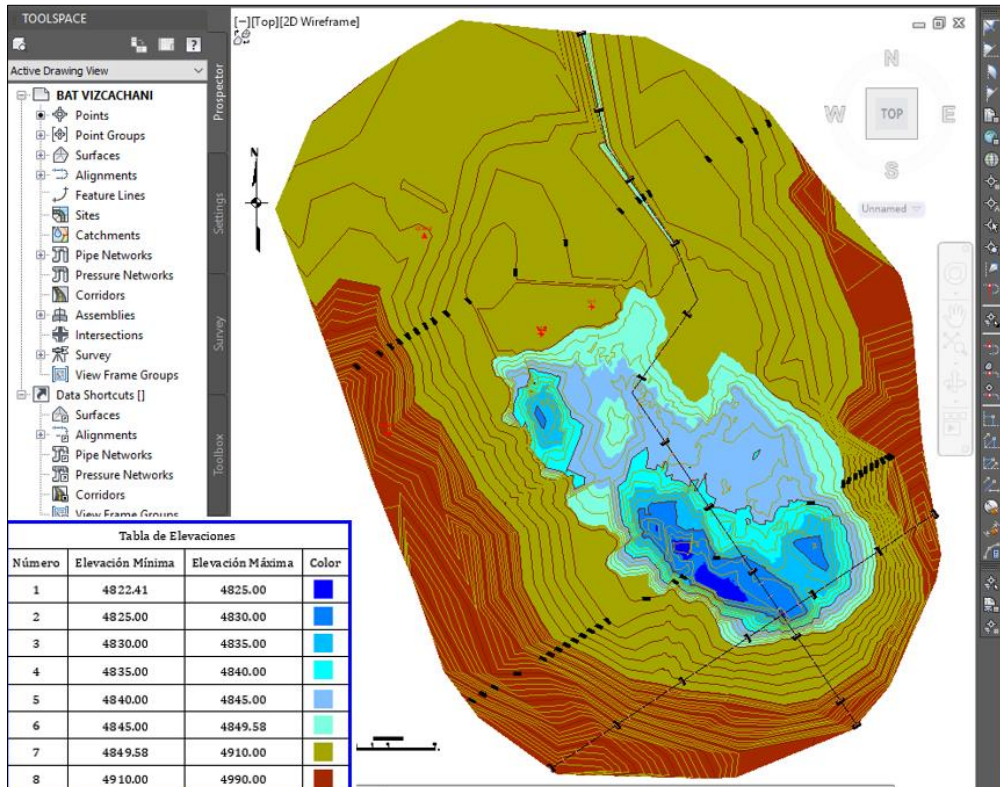 TOOLSPACE
?
Active Drawing View
BAT VIZCACHANI
Points
Point Groups
Surfaces
Alignments
Feature Lines
Sites
Catchments
Pipe Networks
Pressure Networks
Corridors
Assemblies
Intersections
Survey
View Frame Groups
Data Shortcuts []
Surfaces
Alignments
Pipe Networks
Pressure Networks
Corridors
View Frame Groups
Prospector
Settings
Survey
Toolbox
[−][Top][2D Wireframe]
N
W
TOP
E
S
Unnamed
N
Tabla de Elevaciones
Número Elevación Mínima Elevación Máxima Color
1 4822.41 4825.00
2 4825.00 4830.00
3 4830.00 4835.00
4 4835.00 4840.00
5 4840.00 4845.00
6 4845.00 4849.58
7 4849.58 4910.00
8 4910.00 4990.00